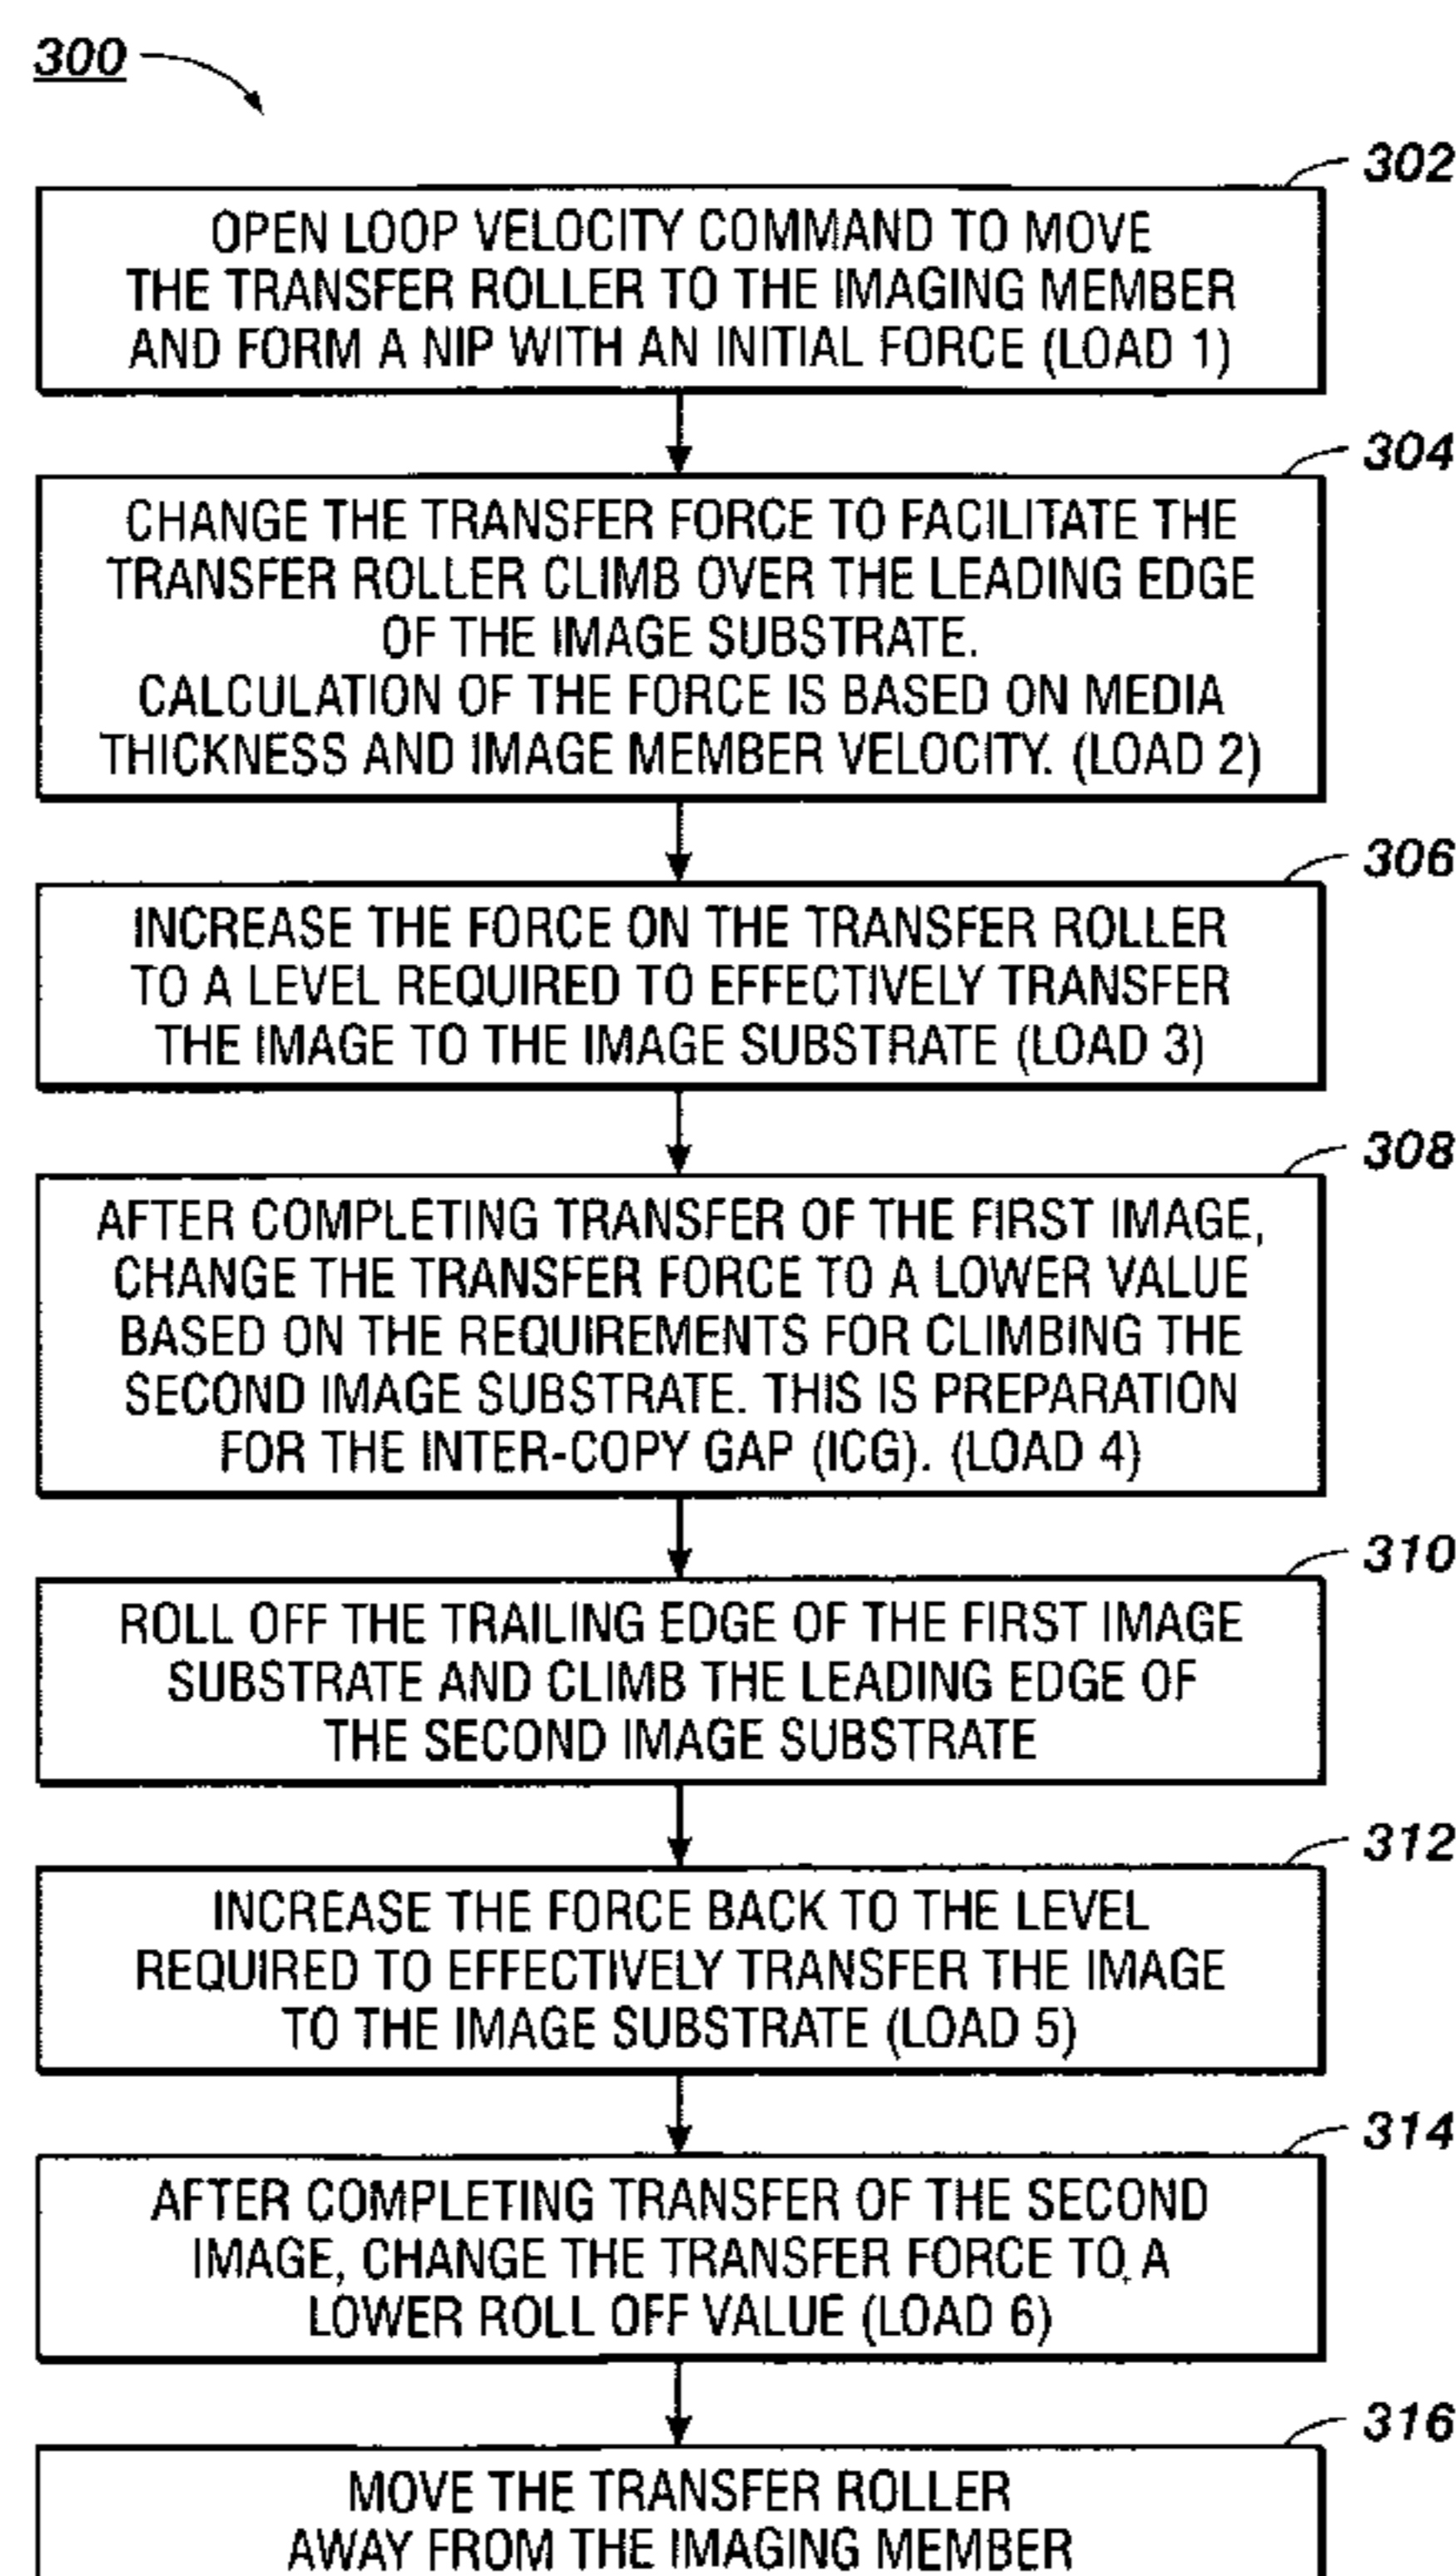 300
302
OPEN LOOP VELOCITY COMMAND TO MOVE
THE TRANSFER ROLLER TO THE IMAGING MEMBER
AND FORM A NIP WITH AN INITIAL FORCE (LOAD 1)
304
CHANGE THE TRANSFER FORCE TO FACILITATE THE
TRANSFER ROLLER CLIMB OVER THE LEADING EDGE
OF THE IMAGE SUBSTRATE.
CALCULATION OF THE FORCE IS BASED ON MEDIA
THICKNESS AND IMAGE MEMBER VELOCITY. (LOAD 2)
306
INCREASE THE FORCE ON THE TRANSFER ROLLER
TO A LEVEL REQUIRED TO EFFECTIVELY TRANSFER
THE IMAGE TO THE IMAGE SUBSTRATE (LOAD 3)
308
AFTER COMPLETING TRANSFER OF THE FIRST IMAGE,
CHANGE THE TRANSFER FORCE TO A LOWER VALUE
BASED ON THE REQUIREMENTS FOR CLIMBING THE
SECOND IMAGE SUBSTRATE. THIS IS PREPARATION
FOR THE INTER-COPY GAP (ICG). (LOAD 4)
310
ROLL OFF THE TRAILING EDGE OF THE FIRST IMAGE
SUBSTRATE AND CLIMB THE LEADING EDGE OF
THE SECOND IMAGE SUBSTRATE
312
INCREASE THE FORCE BACK TO THE LEVEL
REQUIRED TO EFFECTIVELY TRANSFER THE IMAGE
TO THE IMAGE SUBSTRATE (LOAD 5)
314
AFTER COMPLETING TRANSFER OF THE SECOND
IMAGE, CHANGE THE TRANSFER FORCE TO A
LOWER ROLL OFF VALUE (LOAD 6)
316
MOVE THE TRANSFER ROLLER
AWAY FROM THE IMAGING MEMBER